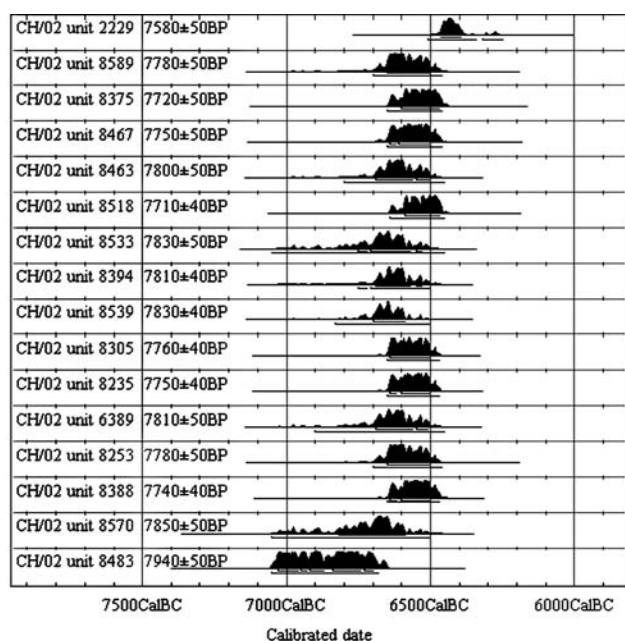 CH/02 unit 2229 7580±50BP
CH/02 unit 8589 7780±50BP
CH/02 unit 8375 7720±50BP
CH/02 unit 8467 7750±50BP
CH/02 unit 8463 7800±50BP
CH/02 unit 8518 7710±40BP
CH/02 unit 8533 7830±50BP
CH/02 unit 8394 7810±40BP
CH/02 unit 8539 7830±40BP
CH/02 unit 8305 7760±40BP
CH/02 unit 8235 7750±40BP
CH/02 unit 6389 7810±50BP
CH/02 unit 8253 7780±50BP
CH/02 unit 8388 7740±40BP
CH/02 unit 8570 7850±50BP
CH/02 unit 8483 7940±50BP
7500CalBC 7000CalBC 6500CalBC 6000CalBC
Calibrated date